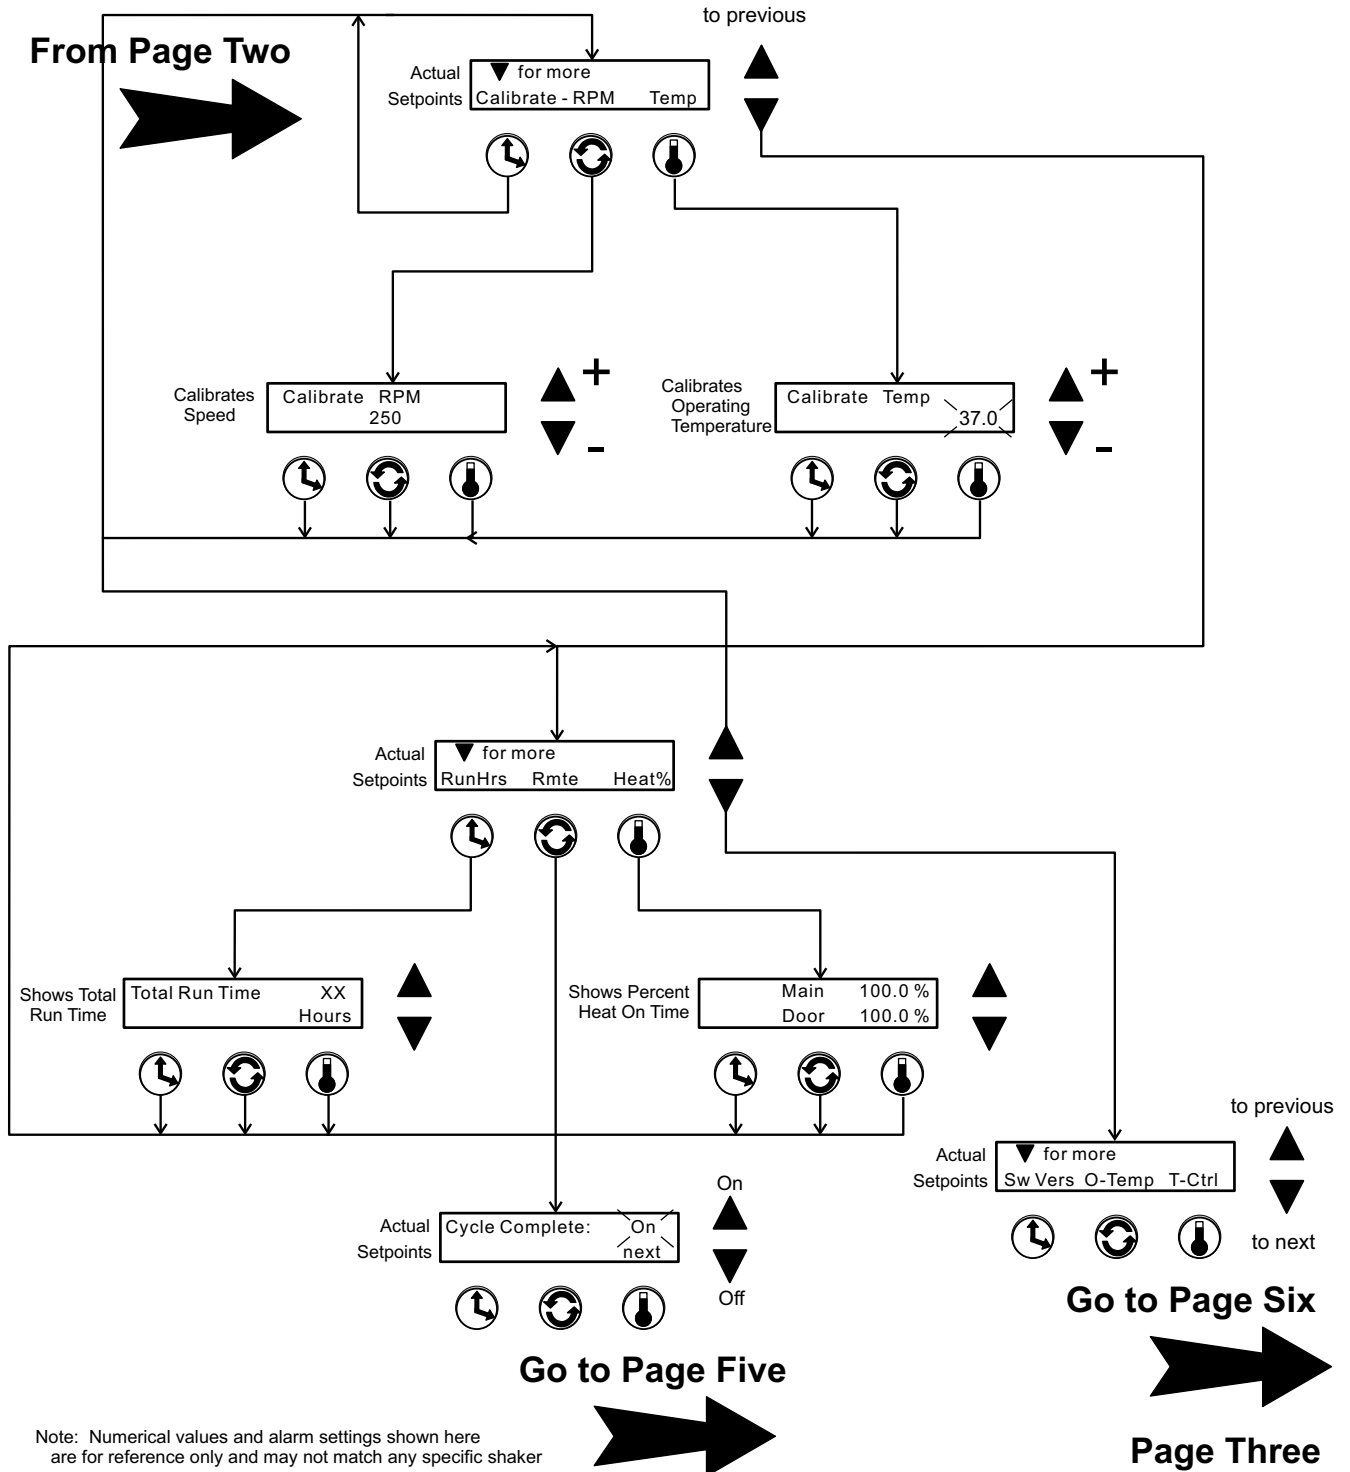 to previous
From Page Two
Actual ▼ for more
Setpoints Calibrate - RPM Temp
Calibrates
Speed
Calibrate RPM
250
+
-
Calibrates
Operating
Temperature
Calibrate Temp
37.0
+
-
Actual ▼ for more
Setpoints RunHrs Rmte Heat%
Shows Total
Run Time
Total Run Time XX
Hours
Shows Percent
Heat On Time
Main 100.0 %
Door 100.0 %
to previous
Actual ▼ for more
Setpoints Sw Vers O-Temp T-Ctrl
to next
Go to Page Six
On
Actual Cycle Complete: On
Setpoints next
Off
Go to Page Five
Note: Numerical values and alarm settings shown here
are for reference only and may not match any specific shaker
Page Three